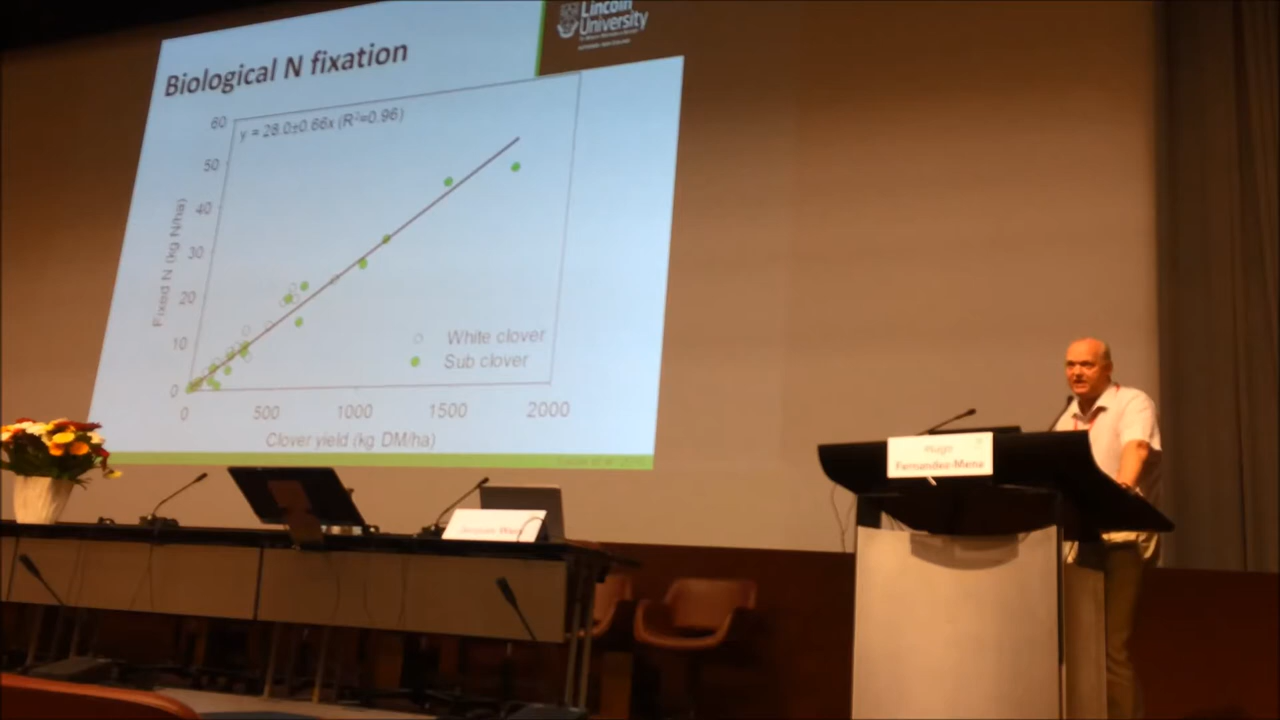 Lincoln
University
Biological N fixation
y = 28.0±0.66x (R²=0.96)
60
50
40
30
20
10
0
Fixed N (kg N/ha)
White clover
Sub clover
0 500 1000 1500 2000
Clover yield (kg DM/ha)
Hugo
Fernandez-Mena